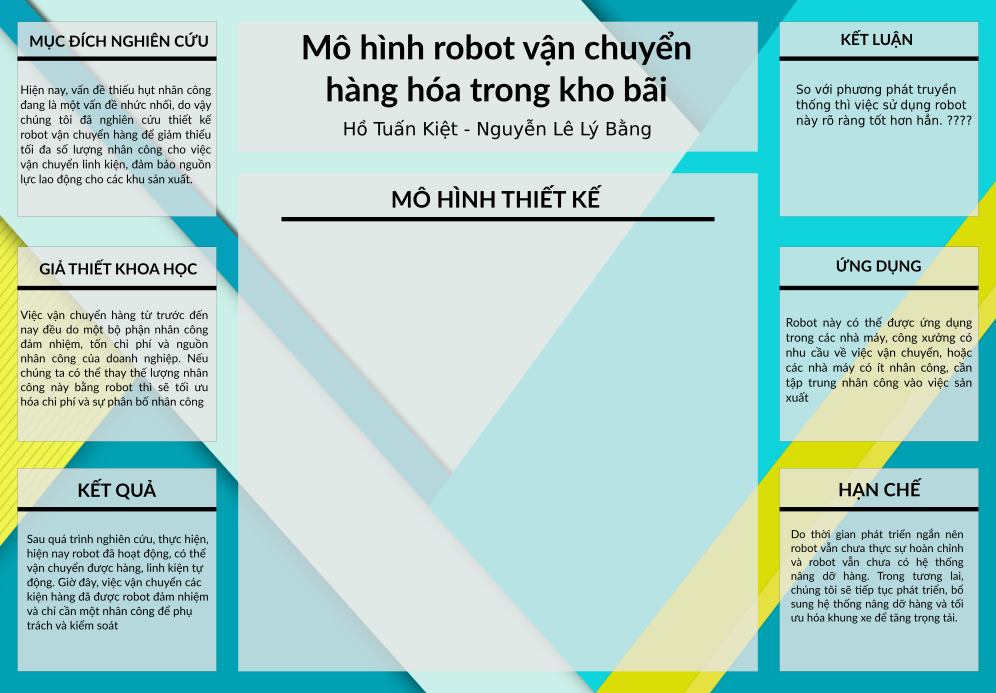 MỤC ĐÍCH NGHIÊN CỨU
Hiện nay, vấn đề thiếu hụt nhân công
đang là một vấn đề nhức nhối, do vậy
chúng tôi đã nghiên cứu thiết kế
robot vận chuyển hàng để giảm thiểu
tối đa số lượng nhân công cho việc
vận chuyển linh kiện, đảm bảo nguồn
lực lao động cho các khu sản xuất.
GIẢ THIẾT KHOA HỌC
Việc vận chuyển hàng từ trước đến
nay đều do một bộ phận nhân công
đảm nhiệm, tốn chi phí và nguồn
nhân công của doanh nghiệp. Nếu
chúng ta có thể thay thế lượng nhân
công này bằng robot thì sẽ tối ưu
hóa chi phí và sự phân bố nhân công
KẾT QUẢ
Sau quá trình nghiên cứu, thực hiện,
hiện nay robot đã hoạt động, có thể
vận chuyển được hàng, linh kiện tự
động. Giờ đây, việc vận chuyển các
kiện hàng đã được robot đảm nhiệm
và chỉ cần một nhân công để phụ
trách và kiểm soát
Mô hình robot vận chuyển
hàng hóa trong kho bãi
Hồ Tuấn Kiệt - Nguyễn Lê Lý Bằng
MÔ HÌNH THIẾT KẾ
KẾT LUẬN
So với phương phát truyền
thống thì việc sử dụng robot
này rõ ràng tốt hơn hẳn. ????
ỨNG DỤNG
Robot này có thể được ứng dụng
trong các nhà máy, công xưởng có
nhu cầu về việc vận chuyển, hoặc
các nhà máy có ít nhân công, cần
tập trung nhân công vào việc sản
xuất
HẠN CHẾ
Do thời gian phát triển ngắn nên
robot vẫn chưa thực sự hoàn chỉnh
và robot vẫn chưa có hệ thống
nâng dỡ hàng. Trong tương lai,
chúng tôi sẽ tiếp tục phát triển, bổ
sung hệ thống nâng dỡ hàng và tối
ưu hóa khung xe để tăng trọng tải.